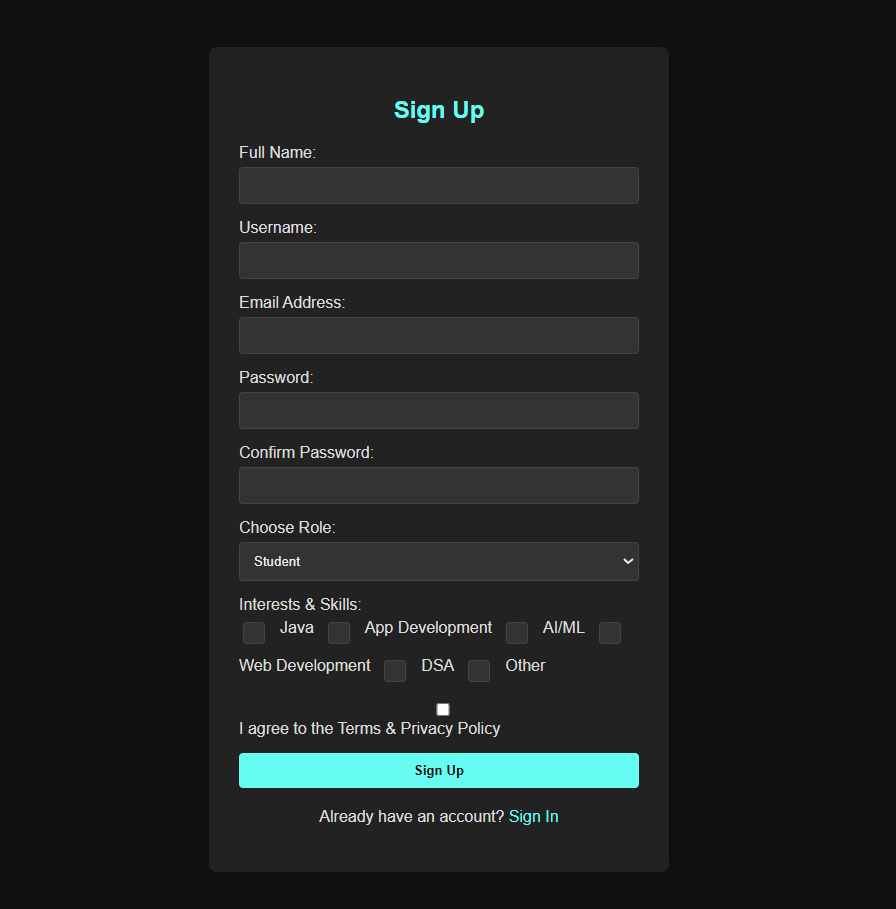 Sign Up
Full Name:
Username:
Email Address:
Password:
Confirm Password:
Choose Role:
Student
Interests & Skills:
Java App Development AI/ML
Web Development DSA Other
I agree to the Terms & Privacy Policy
Sign Up
Already have an account? Sign In